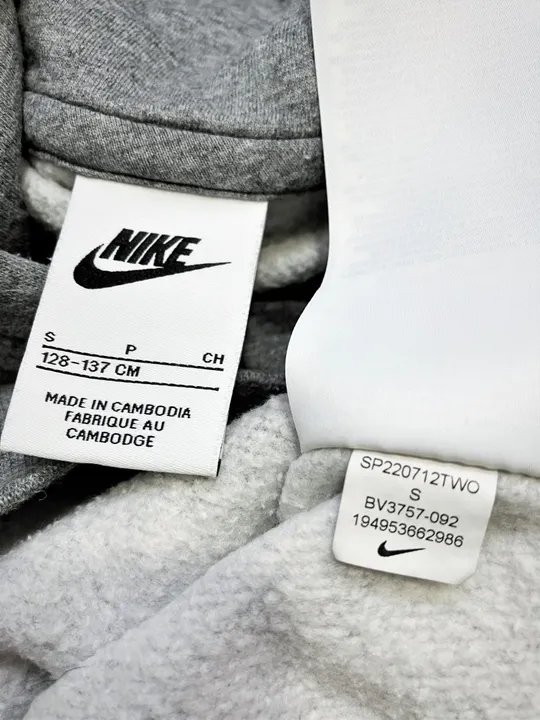 NIKE
S P CH
128-137 CM
MADE IN CAMBODIA
FABRIQUE AU
CAMBODGE
SP220712TWO
S
BV3757-092
194953662986